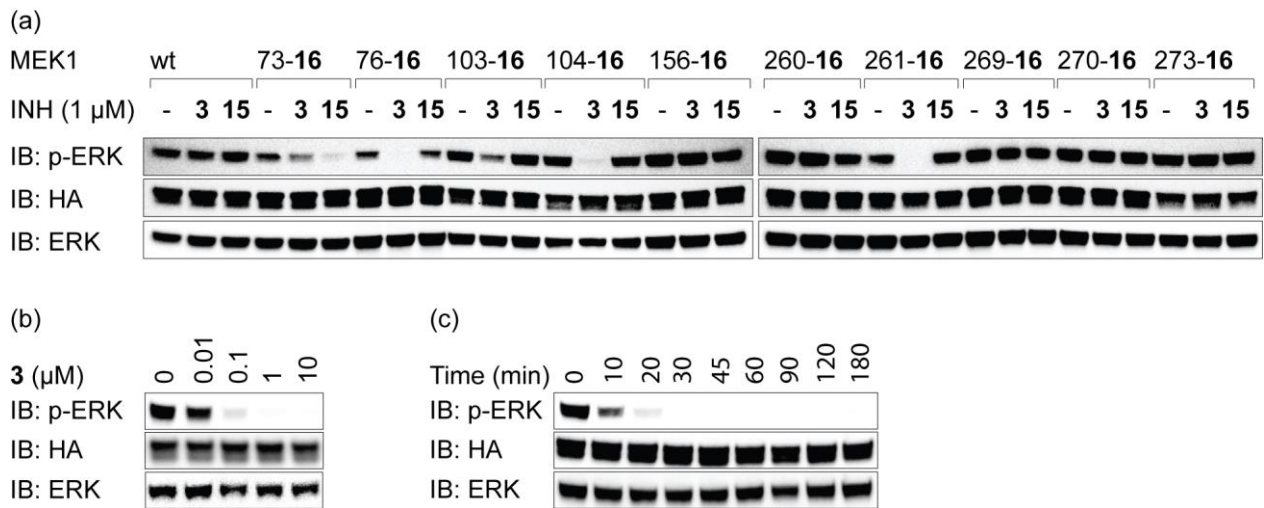 (a)
MEK1 wt 73-16 76-16 103-16 104-16 156-16 260-16 261-16 269-16 270-16 273-16
INH (1 µM) - 3 15 - 3 15 - 3 15 - 3 15 - 3 15 - 3 15 - 3 15 - 3 15 - 3 15 - 3 15 - 3 15
IB: p-ERK
IB: HA
IB: ERK
(b)
3 (µM) 0 0.01 0.1 1 10
IB: p-ERK
IB: HA
IB: ERK
(c)
Time (min) 0 10 20 30 45 60 90 120 180
IB: p-ERK
IB: HA
IB: ERK